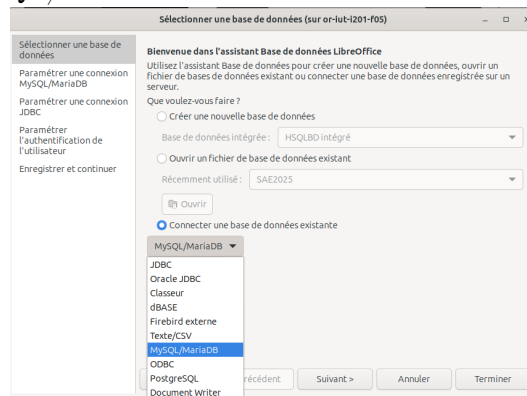 Sélectionner une base de données (sur or-iut-i201-f05)
Sélectionner une base de
données
Paramétrer une connexion
MySQL/MariaDB
Paramétrer une connexion
JDBC
Paramétrer
l'authentification de
l'utilisateur
Enregistrer et continuer
Bienvenue dans l'assistant Base de données LibreOffice
Utilisez l'assistant Base de données pour créer une nouvelle base de données, ouvrir un
fichier de bases de données existant ou connecter une base de données enregistrée sur un
serveur.
Que voulez-vous faire ?
Créer une nouvelle base de données
Base de données intégrée : HSQLBD intégré
Ouvrir un fichier de base de données existant
Récemment utilisé : SAE2025
Ouvrir
Connecter une base de données existante
MySQL/MariaDB
JDBC
Oracle JDBC
Classeur
dBASE
Firebird externe
Texte/CSV
MySQL/MariaDB
ODBC
PostgreSQL
Document Writer
récédent Suivant > Annuler Terminer